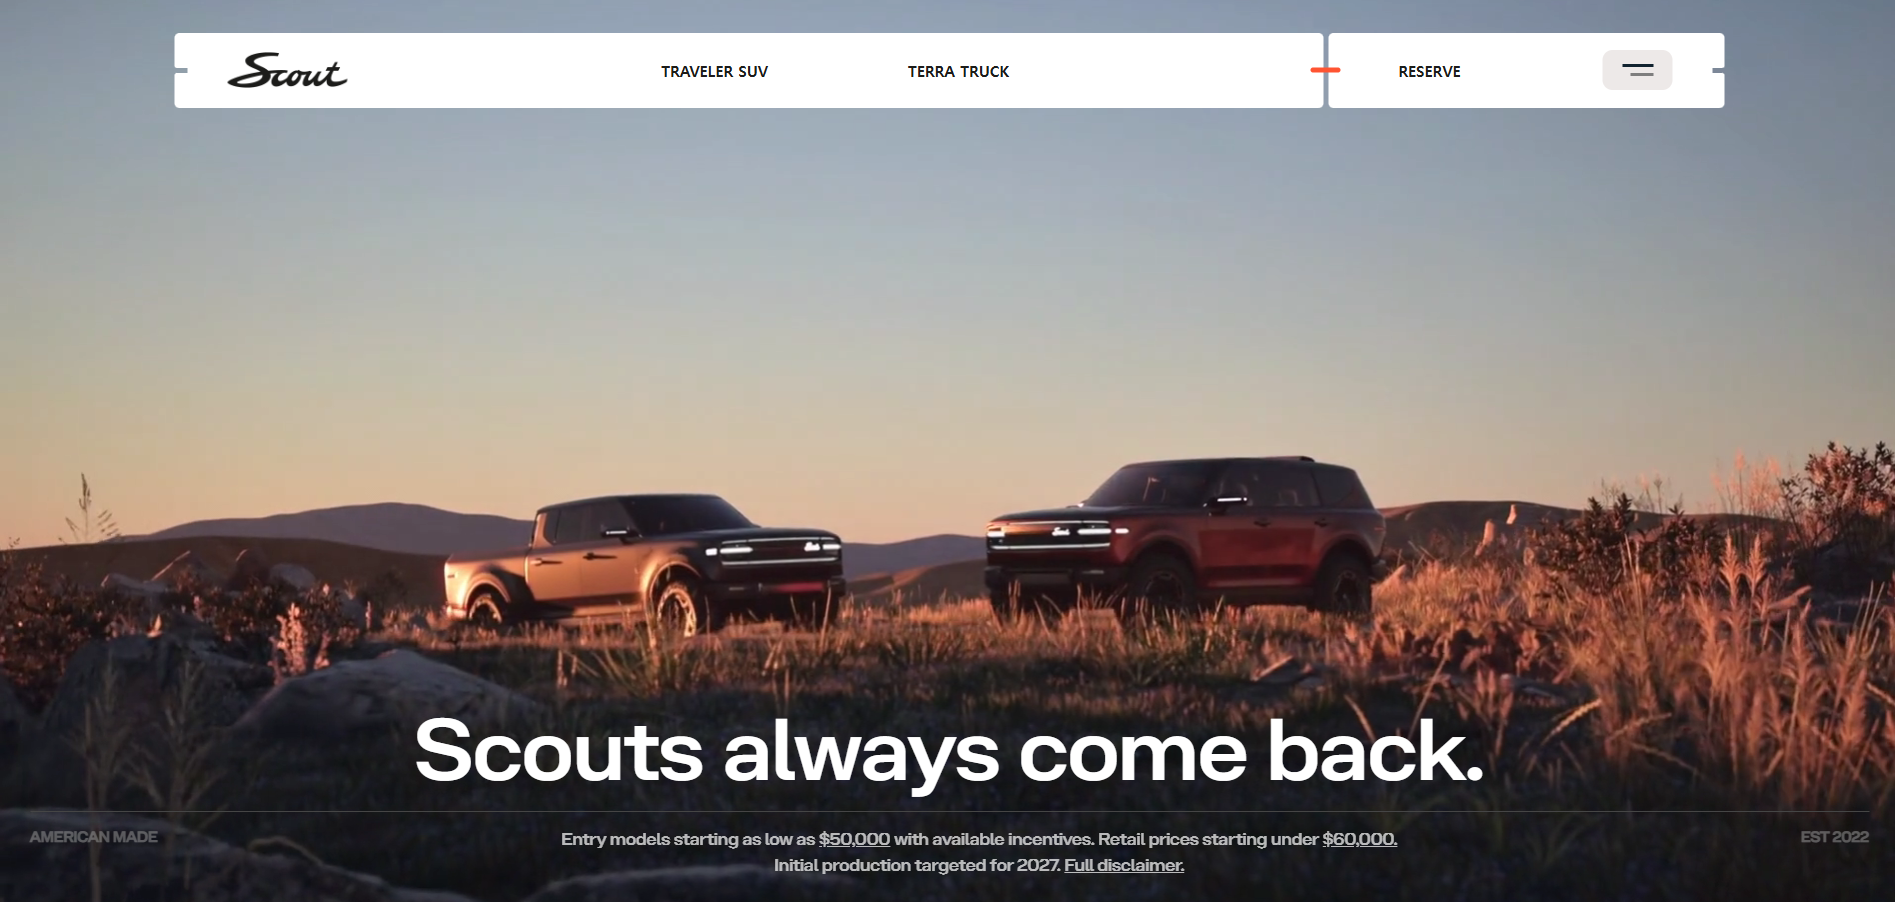 Scout
TRAVELER SUV
TERRA TRUCK
RESERVE
Scouts always come back.
AMERICAN MADE
Entry models starting as low as $50,000 with available incentives. Retail prices starting under $60,000.
Initial production targeted for 2027. Full disclaimer.
EST 2022